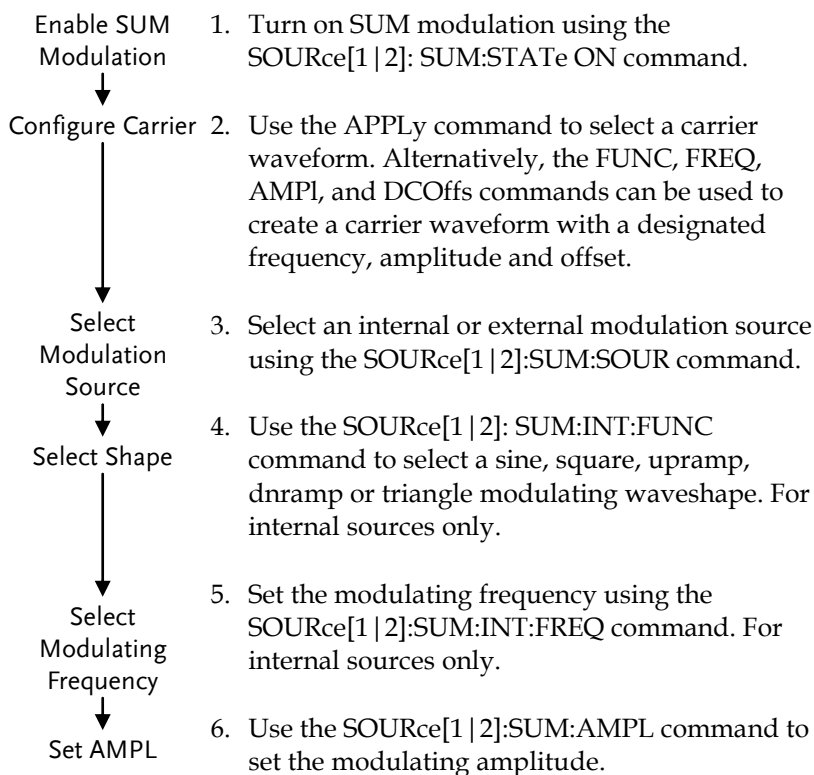 Enable SUM
Modulation
1. Turn on SUM modulation using the
SOURce[1|2]: SUM:STATe ON command.
Configure Carrier
2. Use the APPLy command to select a carrier
waveform. Alternatively, the FUNC, FREQ,
AMPl, and DCOffs commands can be used to
create a carrier waveform with a designated
frequency, amplitude and offset.
Select
Modulation
Source
3. Select an internal or external modulation source
using the SOURce[1|2]:SUM:SOUR command.
Select Shape
4. Use the SOURce[1|2]: SUM:INT:FUNC
command to select a sine, square, upramp,
dnramp or triangle modulating waveshape. For
internal sources only.
Select
Modulating
Frequency
5. Set the modulating frequency using the
SOURce[1|2]:SUM:INT:FREQ command. For
internal sources only.
Set AMPL
6. Use the SOURce[1|2]:SUM:AMPL command to
set the modulating amplitude.